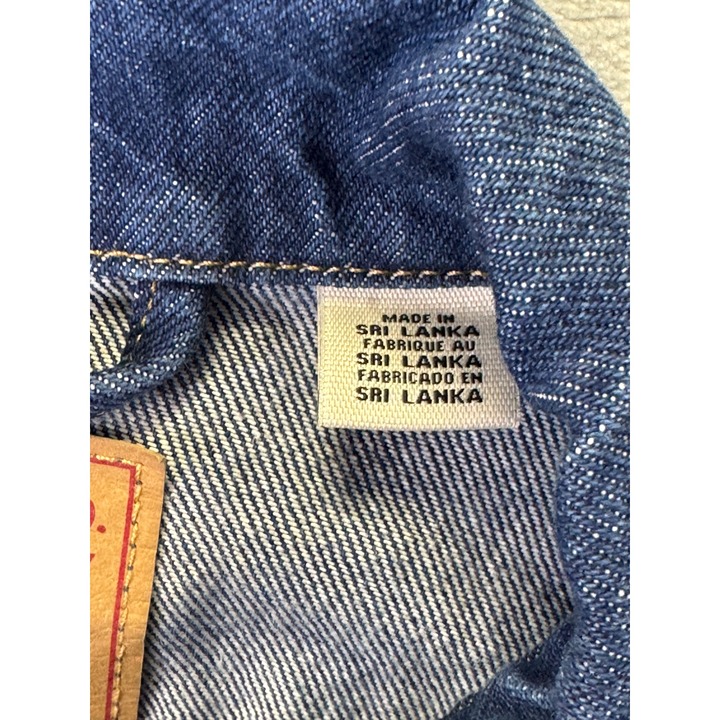 MADE IN
SRI LANKA
FABRIQUE AU
SRI LANKA
FABRICADO EN
SRI LANKA